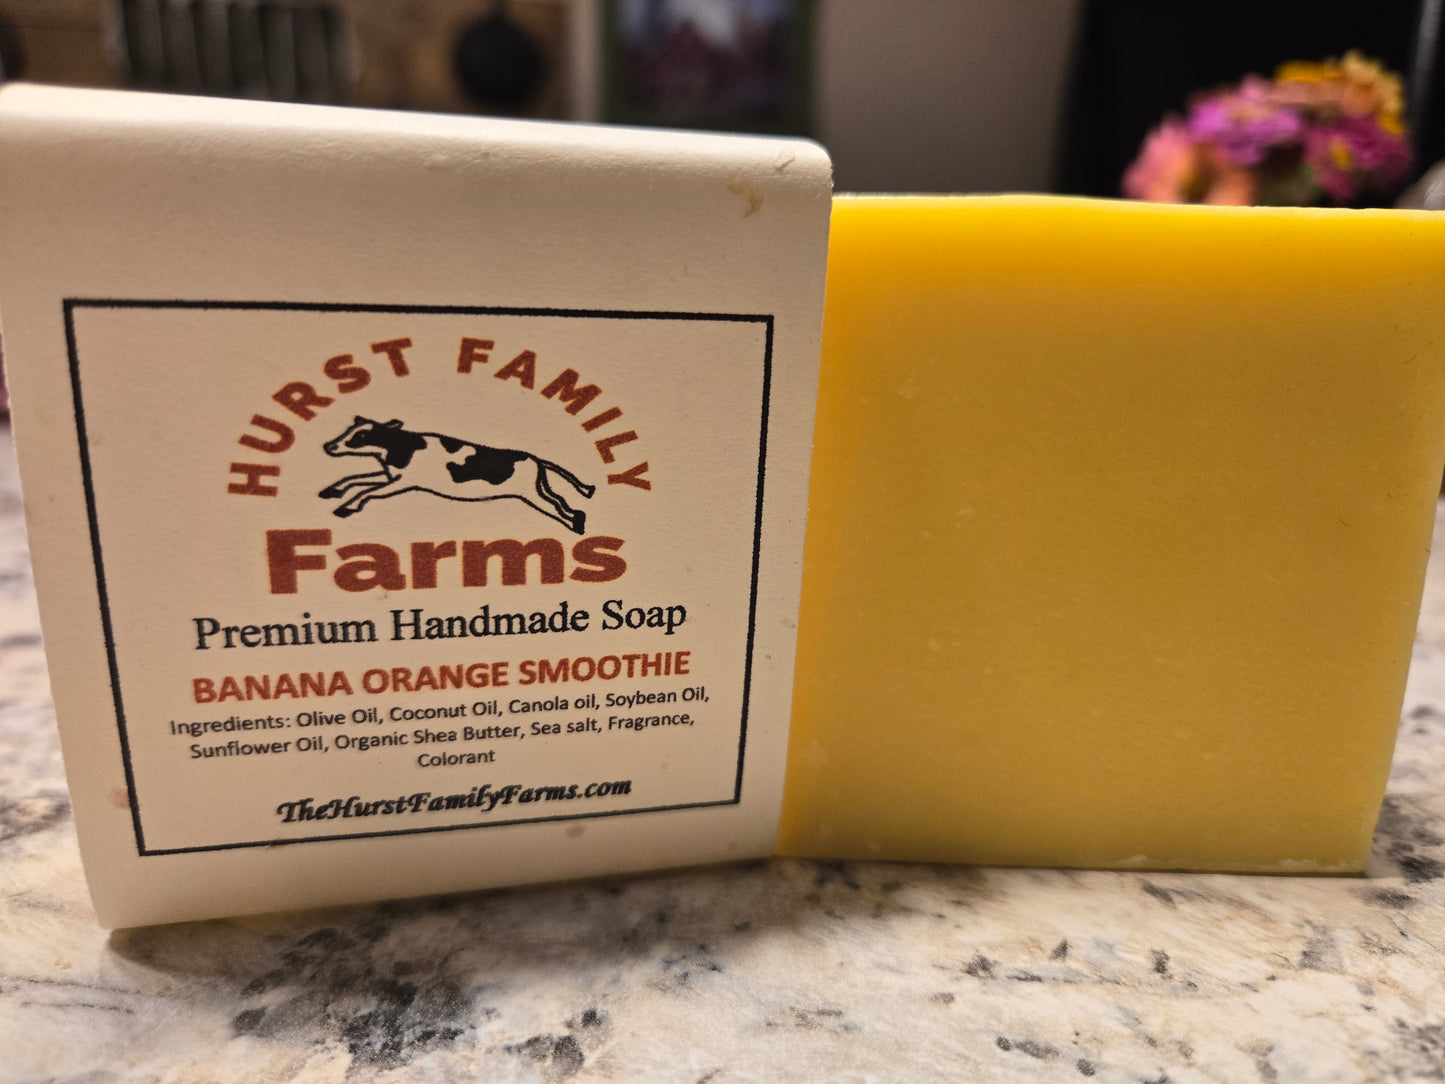 HURST FAMILY
Farms
Premium Handmade Soap
BANANA ORANGE SMOOTHIE
Ingredients: Olive Oil, Coconut Oil, Canola oil, Soybean Oil,
Sunflower Oil, Organic Shea Butter, Sea salt, Fragrance,
Colorant
TheHurstFamilyFarms.com